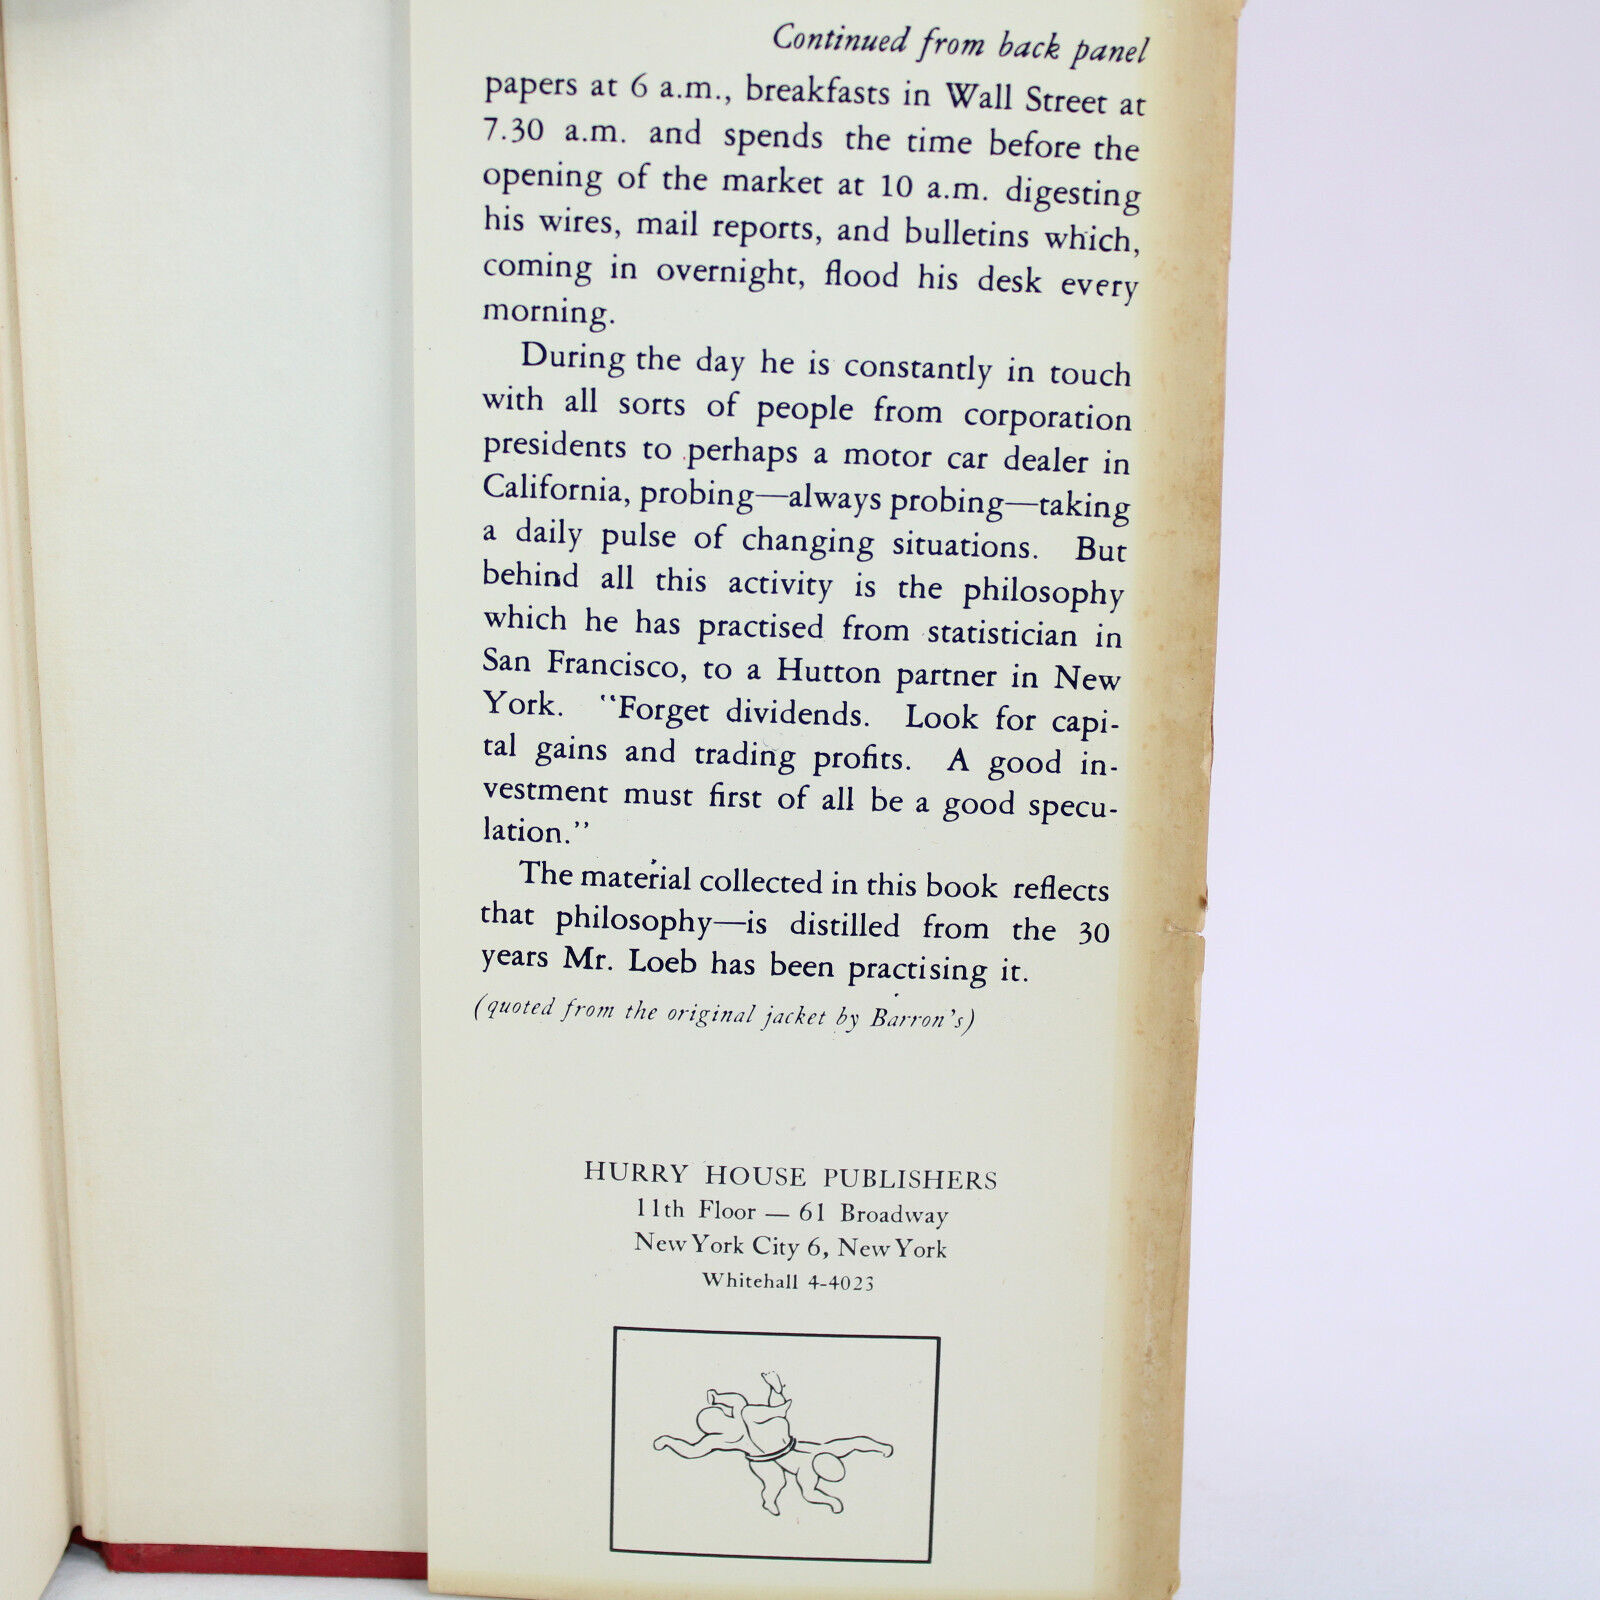 Continued from back panel
papers at 6 a.m., breakfasts in Wall Street at
7.30 a.m. and spends the time before the
opening of the market at 10 a.m. digesting
his wires, mail reports, and bulletins which,
coming in overnight, flood his desk every
morning.
During the day he is constantly in touch
with all sorts of people from corporation
presidents to perhaps a motor car dealer in
California, probing—always probing—taking
a daily pulse of changing situations. But
behind all this activity is the philosophy
which he has practised from statistician in
San Francisco, to a Hutton partner in New
York. "Forget dividends. Look for capi-
tal gains and trading profits. A good in-
vestment must first of all be a good specu-
lation."
The material collected in this book reflects
that philosophy—is distilled from the 30
years Mr. Loeb has been practising it.
(quoted from the original jacket by Barron's)
HURRY HOUSE PUBLISHERS
11th Floor — 61 Broadway
New York City 6, New York
Whitehall 4-4023